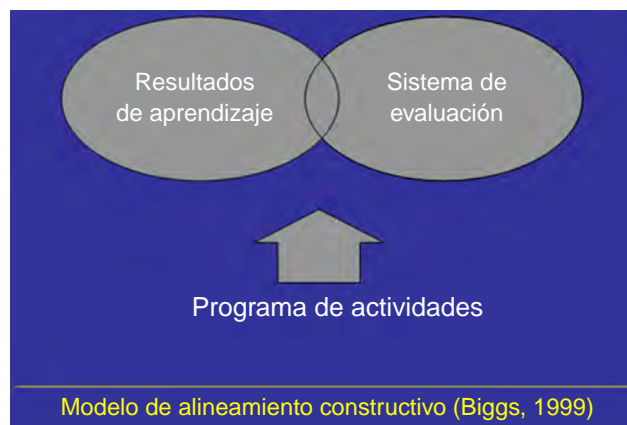 Resultados
de aprendizaje
Sistema de
evaluación
Programa de actividades
Modelo de alineamiento constructivo (Biggs, 1999)